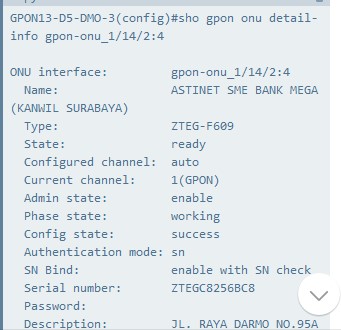 GPON13-D5-DMO-3(config)#sho gpon onu detail-
info gpon-onu_1/14/2:4
ONU interface: gpon-onu_1/14/2:4
Name: ASTINET SME BANK MEGA
(KANWIL SURABAYA)
Type: ZTEG-F609
State: ready
Configured channel: auto
Current channel: 1(GPON)
Admin state: enable
Phase state: working
Config state: success
Authentication mode: sn
SN Bind: enable with SN check
Serial number: ZTEGC8256BC8
Password:
Description: JL. RAYA DARMO NO.95A